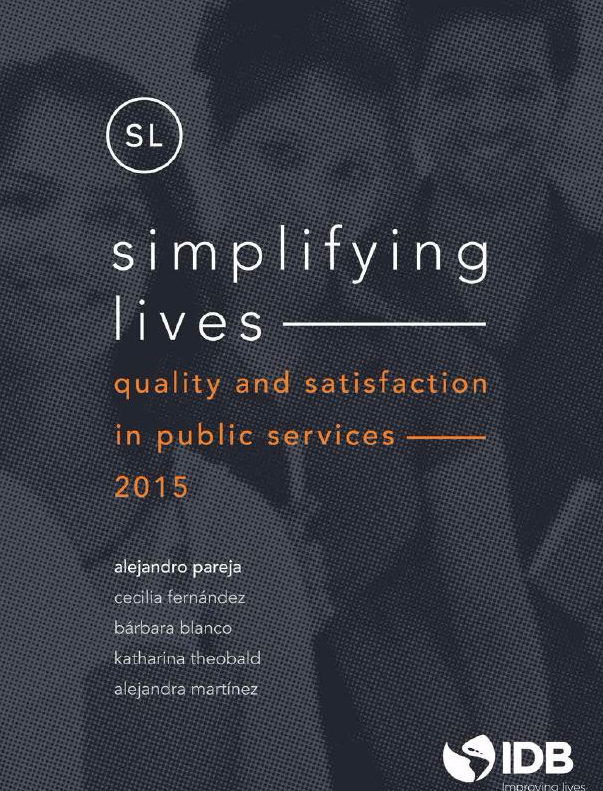 SL
simplifying
lives
quality and satisfaction
in public services
2015
alejandro pareja
cecilia fernández
bárbara blanco
katharina theobald
alejandra martínez
IDB
Improving lives